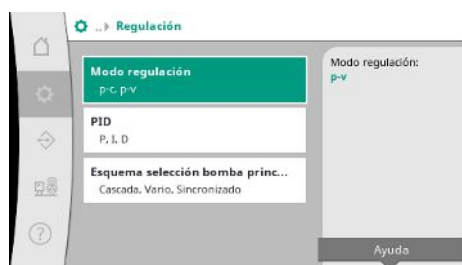 ..▸ Regulación
Modo regulación
p-c, p-v
PID
P, I, D
Esquema selección bomba princ...
Cascada, Vario, Sincronizado
Modo regulación:
p-v
?
Ayuda